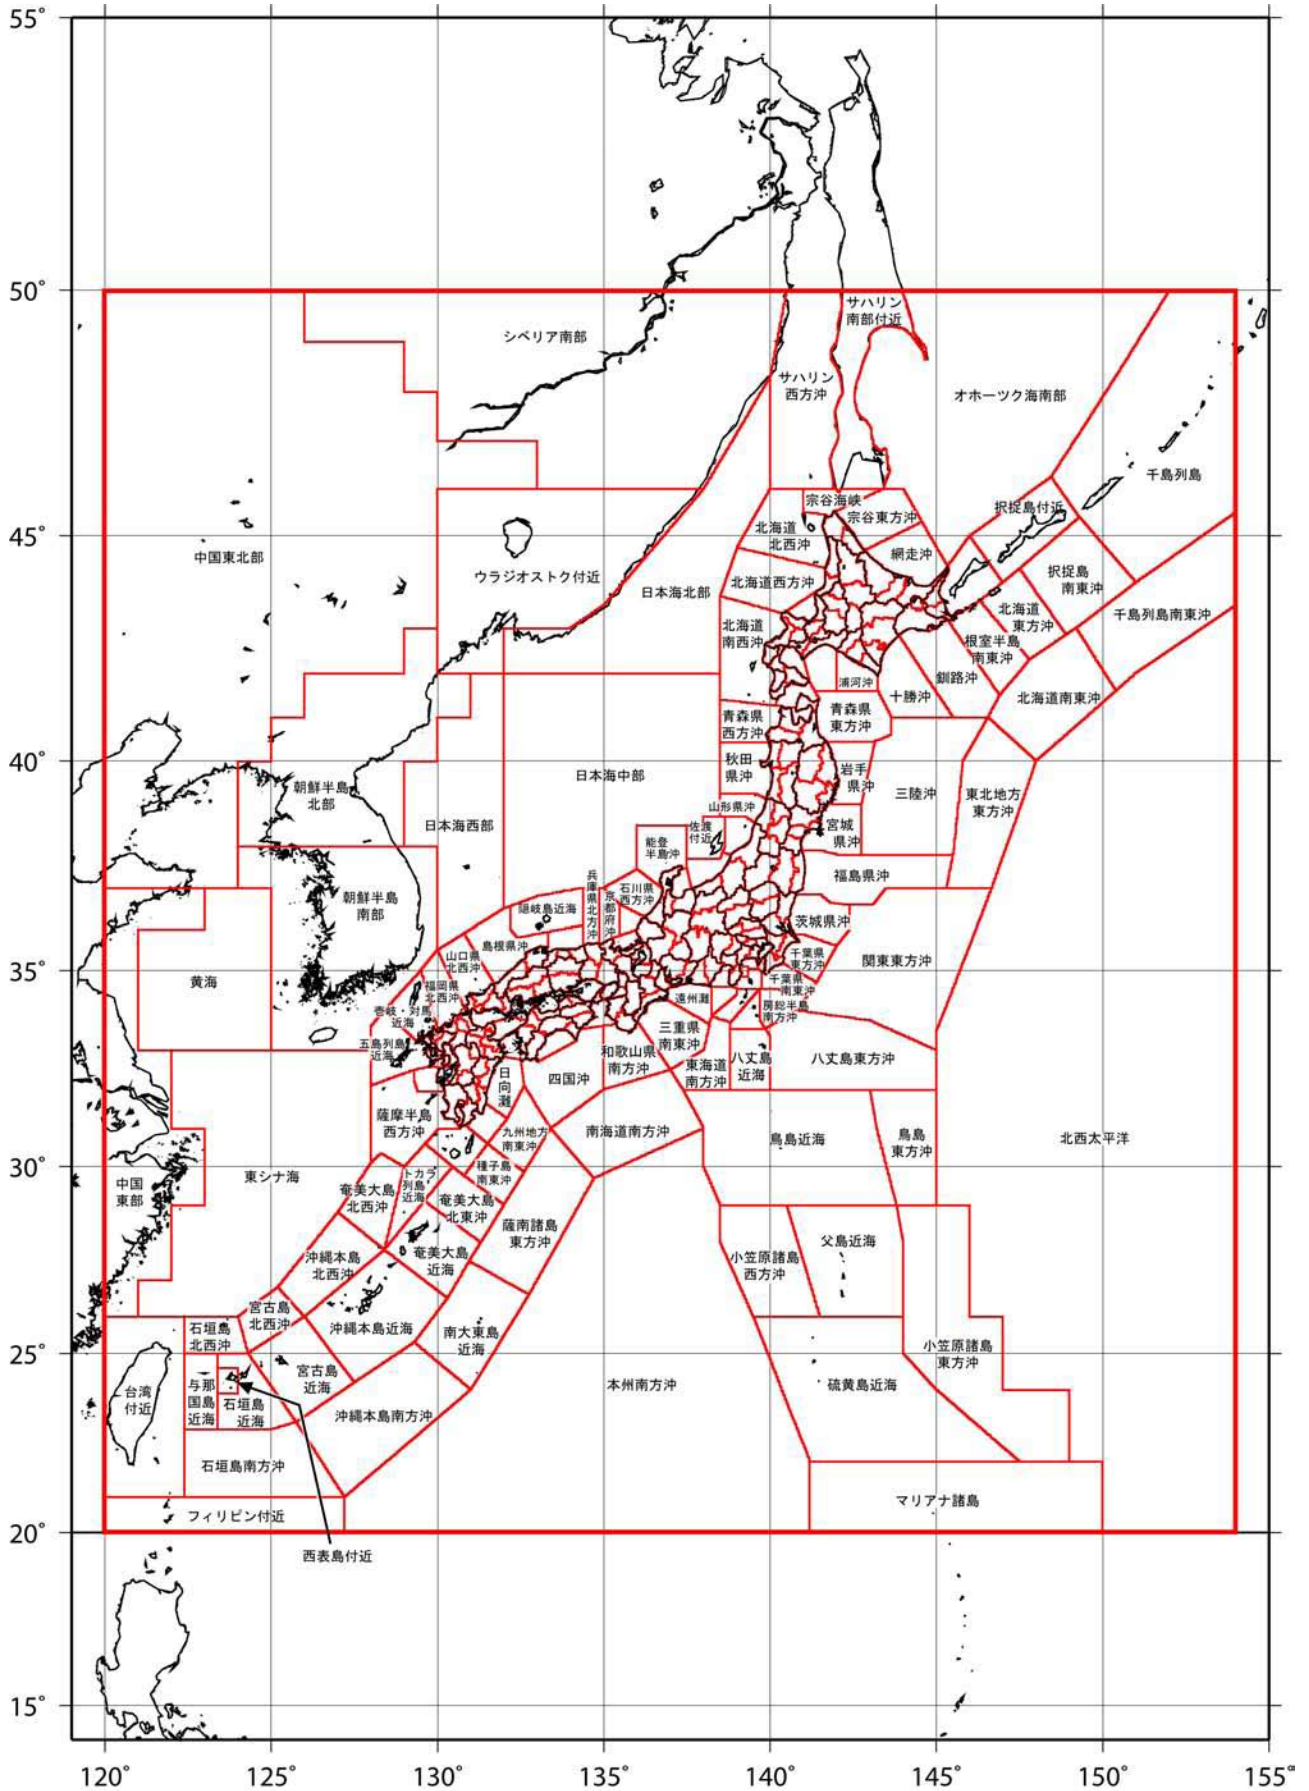 55°
50°
シベリア南部
サハリン
南部付近
サハリン
西方沖
オホーツク海南部
千島列島
択捉島付近
宗谷海峡
宗谷東方沖
45°
中国東北部
北海道
北西沖
網走沖
ウラジオストク付近
日本海北部
北海道西方沖
択捉島
南東沖
北海道
東方沖
千島列島南東沖
北海道
南西沖
根室半島
南東沖
釧路沖
浦河沖
十勝沖
北海道南東沖
青森県
西方沖
青森県
東方沖
40°
朝鮮半島
北部
日本海中部
秋田
県沖
岩手
県沖
三陸沖
東北地方
東方沖
日本海西部
山形県沖
佐渡
付近
宮城
県沖
能登
半島沖
福島県沖
朝鮮半島
南部
兵庫県北方沖
京都府沖
石川県
西方沖
隠岐島近海
茨城県沖
島根県沖
山口県
北西沖
千葉県
東方沖
関東東方沖
35°
黄海
福岡県
北西沖
千葉県
南東沖
遠州灘
房総半島
南方沖
壱岐・対馬
近海
五島列島
近海
三重県
南東沖
和歌山県
南方沖
東海道
南方沖
八丈島
近海
八丈島東方沖
日向灘
四国沖
薩摩半島
西方沖
九州地方
南東沖
南海道南方沖
鳥島近海
鳥島
東方沖
北西太平洋
30°
中国
東部
東シナ海
トカラ
列島
近海
種子島
南東沖
奄美大島
北西沖
奄美大島
北東沖
薩南諸島
東方沖
沖縄本島
北西沖
奄美大島
近海
小笠原諸島
西方沖
父島近海
宮古島
北西沖
石垣島
北西沖
沖縄本島近海
南大東島
近海
25°
小笠原諸島
東方沖
台湾
付近
与那
国島
近海
石垣島
近海
宮古島
近海
本州南方沖
硫黄島近海
沖縄本島南方沖
石垣島南方沖
マリアナ諸島
フィリピン付近
20°
西表島付近
15°
120°
125°
130°
135°
140°
145°
150°
155°